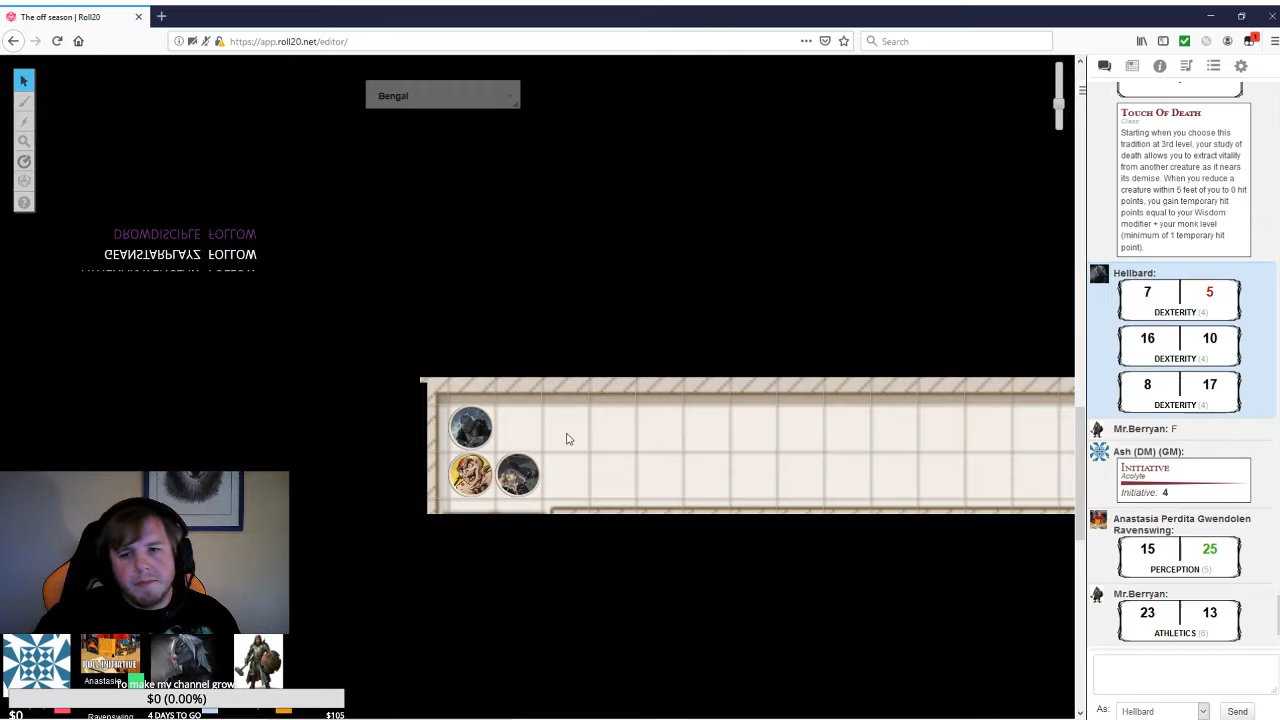 The off season | Roll20
https://app.roll20.net/editor/
Search
1
Bengal
DROWDISCIPLE FOLLOW
GEANSTARPLAYZ FOLLOW
TOUCH OF DEATH
Class
Starting when you choose this
tradition at 3rd level, your study of
death allows you to extract vitality
from another creature as it nears
its demise. When you reduce a
creature within 5 feet of you to 0 hit
points, you gain temporary hit
points equal to your Wisdom
modifier + your monk level
(minimum of 1 temporary hit
point).
Hellbard:
7 5
DEXTERITY (4)
16 10
DEXTERITY (4)
8 17
DEXTERITY (4)
Mr.Berryan: F
Ash (DM) (GM):
INITIATIVE
Acolyte
Initiative: 4
Anastasia Perdita Gwendolen
Ravenswing:
15 25
PERCEPTION (5)
Mr.Berryan:
23 13
ATHLETICS (6)
As: Hellbard Send
ROLL INITIATIVE
Anastasia
To make my channel grow
$0 (0.00%)
Ravenswing
$0 4 DAYS TO GO $105